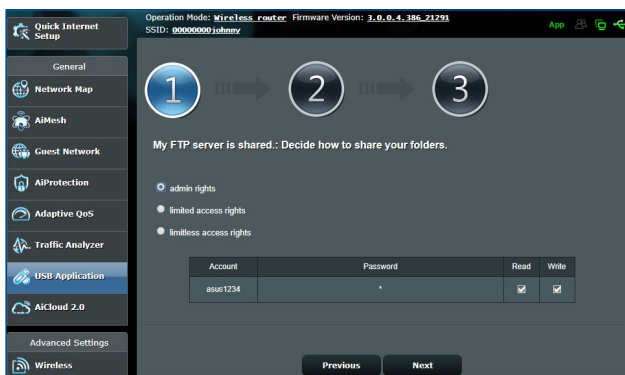 Quick Internet
Setup
Operation Mode: Wireless router Firmware Version: 3.0.0.4.386_21291
SSID: 00000000johnny
App
General
Network Map
AiMesh
Guest Network
AiProtection
Adaptive QoS
Traffic Analyzer
USB Application
AiCloud 2.0
Advanced Settings
Wireless
1 2 3
My FTP server is shared.: Decide how to share your folders.
admin rights
limited access rights
limitless access rights
Account Password Read Write
asus1234 *
Previous Next